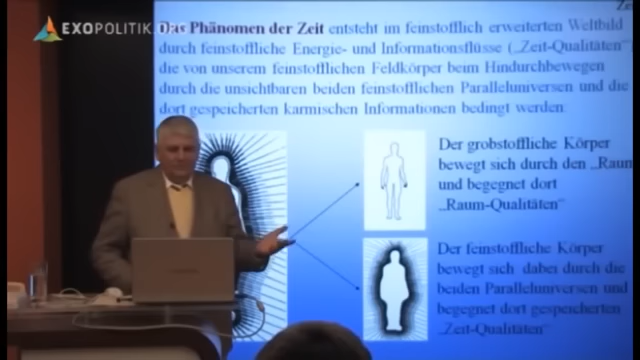 EXOPOLITIK.ORG
Ze
Das Phänomen der Zeit entsteht im feinstofflich erweiterten Weltbild
durch feinstoffliche Energie- und Informationsflüsse („Zeit-Qualitäten“
die von unserem feinstofflichen Feldkörper beim Hindurchbewegen
durch die unsichtbaren beiden feinstofflichen Paralleluniversen und die
dort gespeicherten karmischen Informationen bedingt werden:
Der grobstoffliche Körper
bewegt sich durch den „Raum
und begegnet dort
„Raum-Qualitäten“
Der feinstoffliche Körper
bewegt sich dabei durch die
beiden Paralleluniversen und
begegnet dort gespeicherten
„Zeit-Qualitäten“